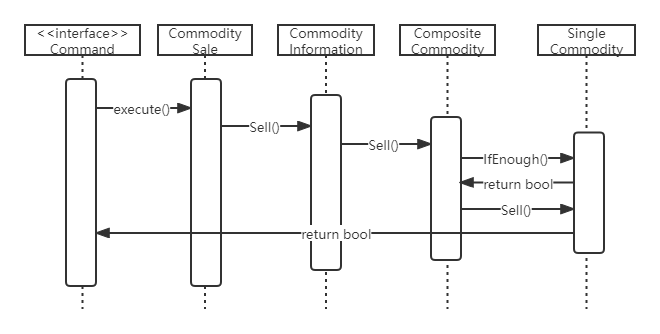 <<interface>>
Command
Commodity
Sale
Commodity
Information
Composite
Commodity
Single
Commodity
execute()
Sell()
Sell()
IfEnough()
return bool
Sell()
return bool